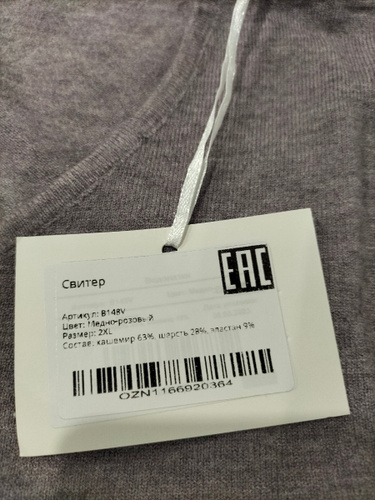 Свитер
EAC
Артикул: B148V
Цвет: Медно-розовый
Размер: 2XL
Состав: кашемир 63%, шерсть 28%, эластан 9%
OZN1166920364